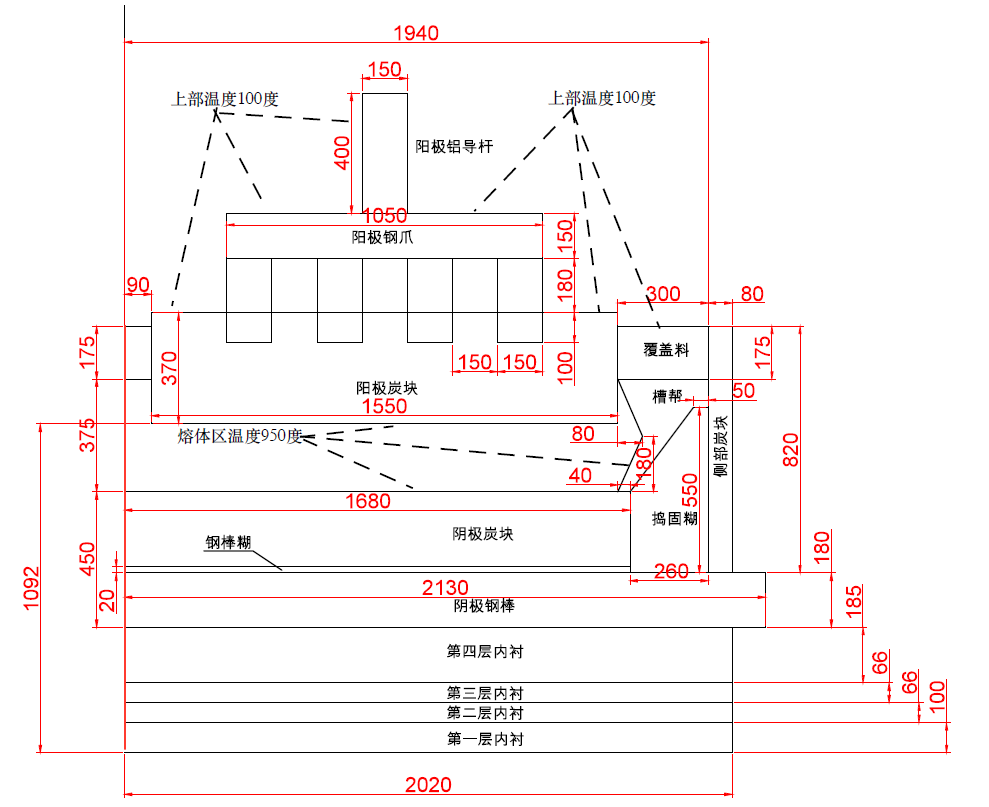 1940
150
上部温度100度
上部温度100度
400
阳极铝导杆
1050
150
阳极钢爪
180
90
300
80
175
370
覆盖料
175
150
150
100
阳极炭块
槽帮
50
1550
375
熔体区温度950度
80
侧部炭块
820
180
40
550
1680
捣固糊
阴极炭块
450
钢棒糊
180
1092
20
260
2130
阴极钢棒
185
第四层内衬
66
66
第三层内衬
100
第二层内衬
第一层内衬
2020